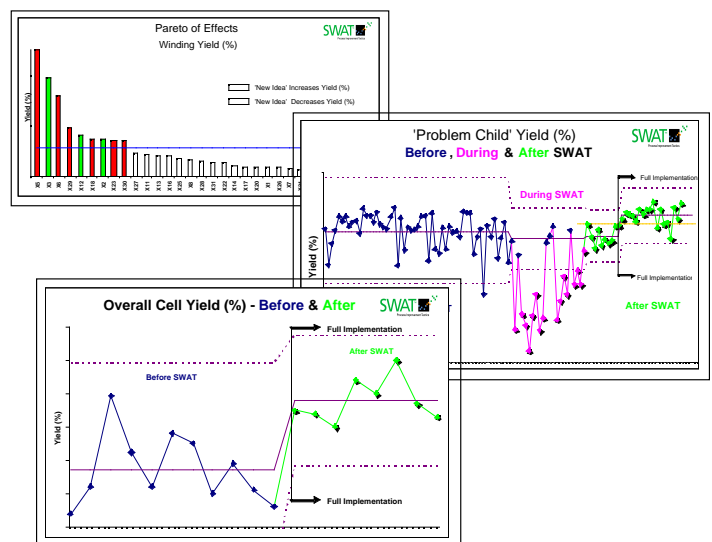 Pareto of Effects
Winding Yield (%)
SWAT
Yield (%)
'New Idea' Increases Yield (%)
'New Idea' Decreases Yield (%)
X5
X3
X6
X29
X12
X18
X2
X23
X30
X27
X11
X13
X16
X25
X8
X28
X31
X22
X14
X17
X20
X1
X26
X7
'Problem Child' Yield (%)
Before , During & After SWAT
SWAT
Full Implementation
During SWAT
Yield (%)
Full Implementation
After SWAT
Overall Cell Yield (%) - Before & After
SWAT
Full Implementation
After SWAT
Before SWAT
Yield (%)
Full Implementation